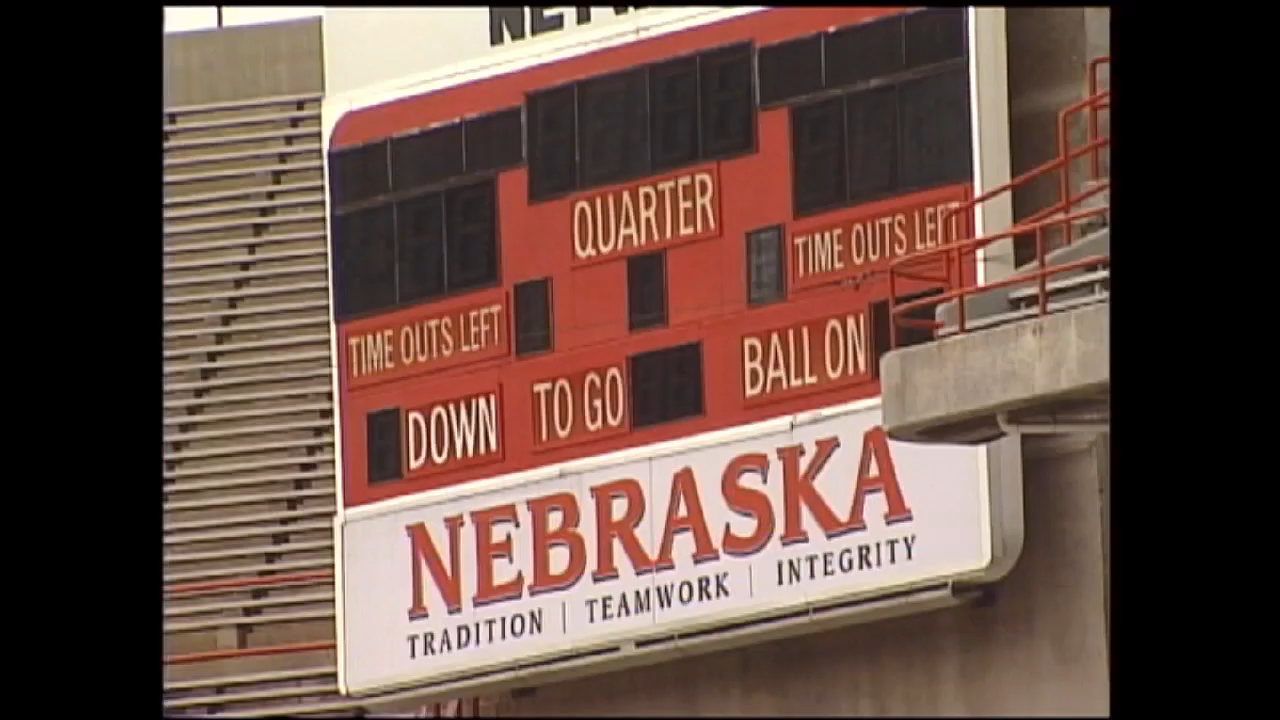 QUARTER
TIME OUTS LEFT
TIME OUTS LEFT
DOWN
TO GO
BALL ON
NEBRASKA
TRADITION | TEAMWORK | INTEGRITY